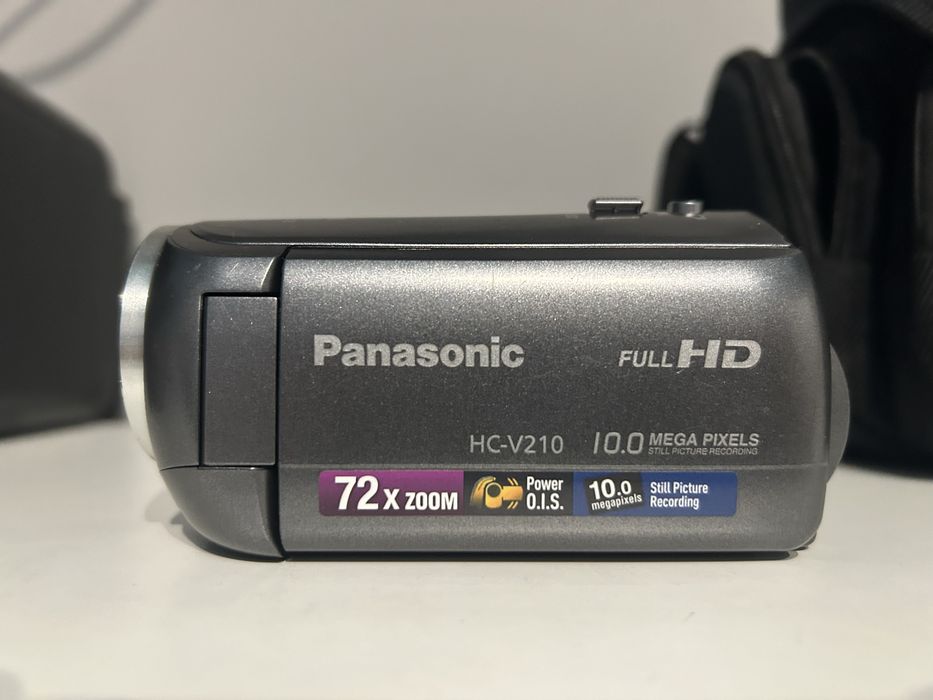 Panasonic
FULL HD
HC-V210
10.0 MEGA PIXELS
STILL PICTURE RECORDING
72x ZOOM
Power
O.I.S.
10.0
megapixels
Still Picture
Recording